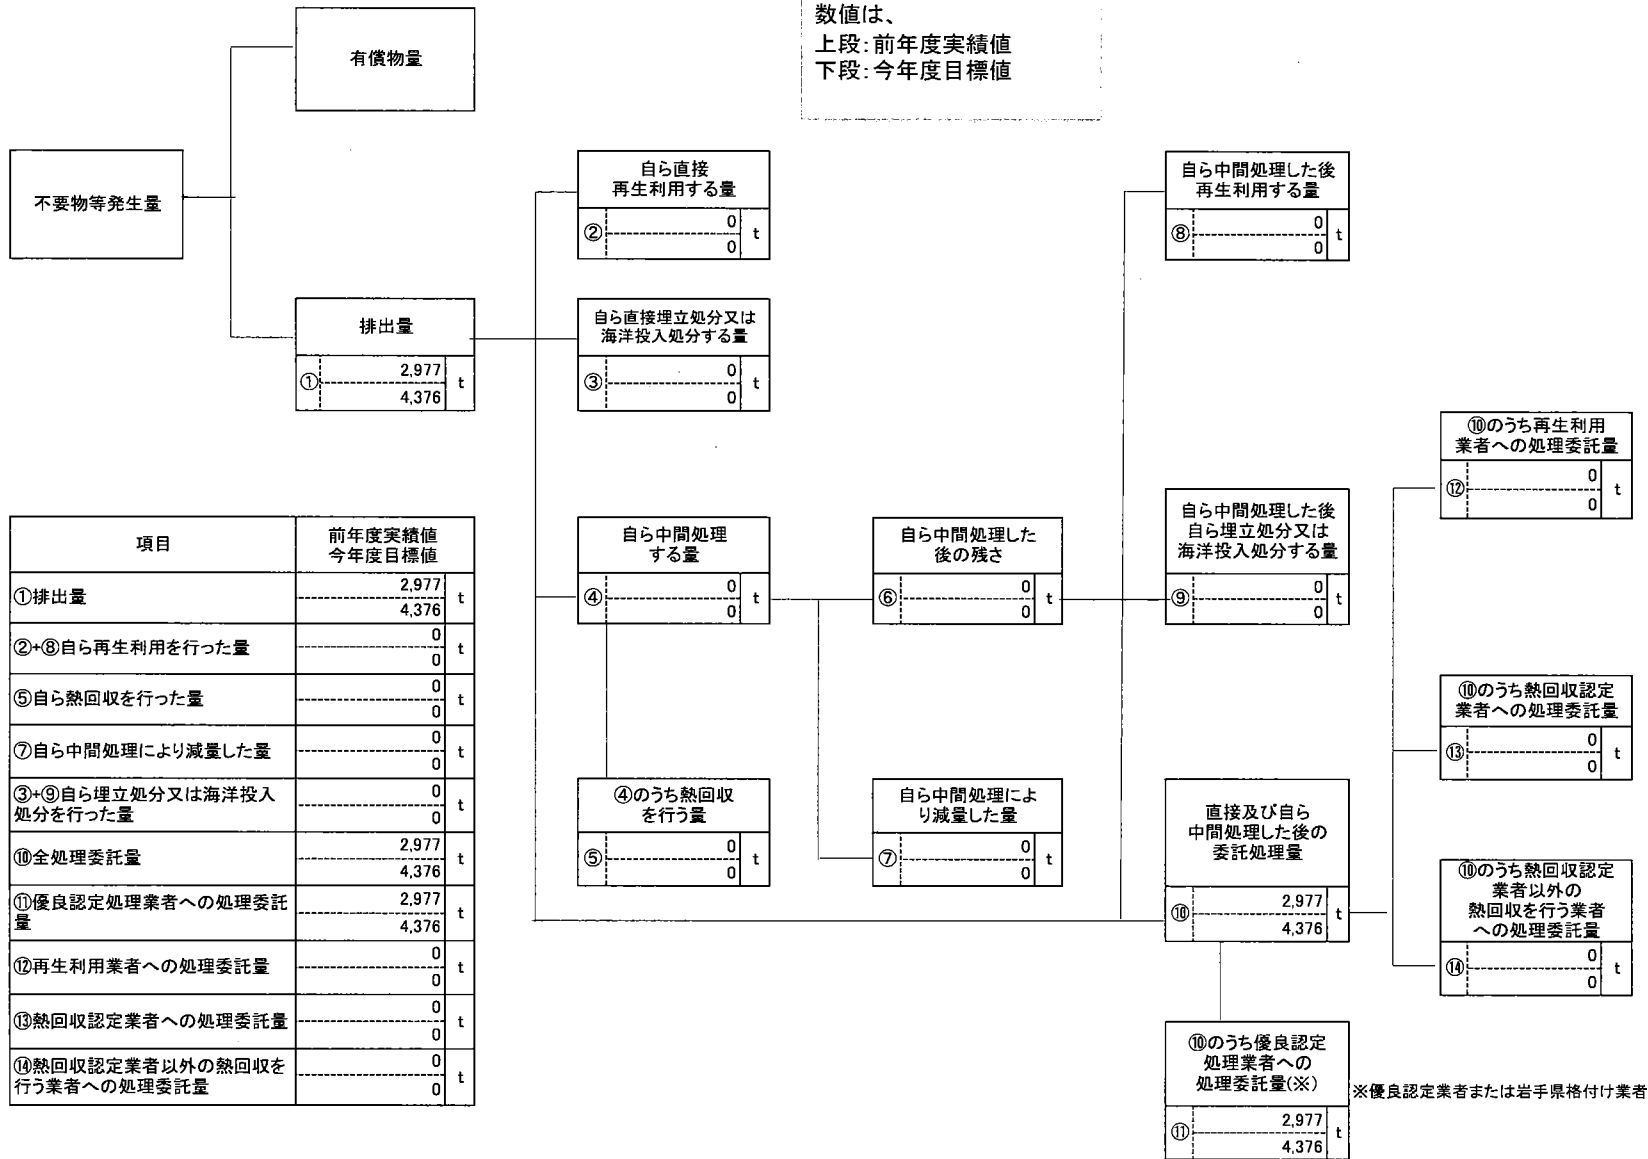 数値は、
上段:前年度実績値
下段:今年度目標値
有償物量
不要物等発生量
排出量
① 2,977 t
4,376
自ら直接
再生利用する量
② 0 t
0
自ら直接埋立処分又は
海洋投入処分する量
③ 0 t
0
自ら中間処理
する量
④ 0 t
0
④のうち熱回収
を行う量
⑤ 0 t
0
自ら中間処理した
後の残さ
⑥ 0 t
0
自ら中間処理によ
り減量した量
⑦ 0 t
0
自ら中間処理した後
再生利用する量
⑧ 0 t
0
自ら中間処理した後
自ら埋立処分又は
海洋投入処分する量
⑨ 0 t
0
直接及び自ら
中間処理した後の
委託処理量
⑩ 2,977 t
4,376
⑩のうち優良認定
処理業者への
処理委託量(※)
⑪ 2,977 t
4,376
※優良認定業者または岩手県格付け業者
⑩のうち再生利用
業者への処理委託量
⑫ 0 t
0
⑩のうち熱回収認定
業者への処理委託量
⑬ 0 t
0
⑩のうち熱回収認定
業者以外の
熱回収を行う業者
への処理委託量
⑭ 0 t
0
項目 前年度実績値
今年度目標値
①排出量 2,977 t
4,376
②+⑧自ら再生利用を行った量 0 t
0
⑤自ら熱回収を行った量 0 t
0
⑦自ら中間処理により減量した量 0 t
0
③+⑨自ら埋立処分又は海洋投入 0 t
処分を行った量 0
⑩全処理委託量 2,977 t
4,376
⑪優良認定処理業者への処理委託 2,977 t
量 4,376
⑫再生利用業者への処理委託量 0 t
0
⑬熱回収認定業者への処理委託量 0 t
0
⑭熱回収認定業者以外の熱回収を 0 t
行う業者への処理委託量 0